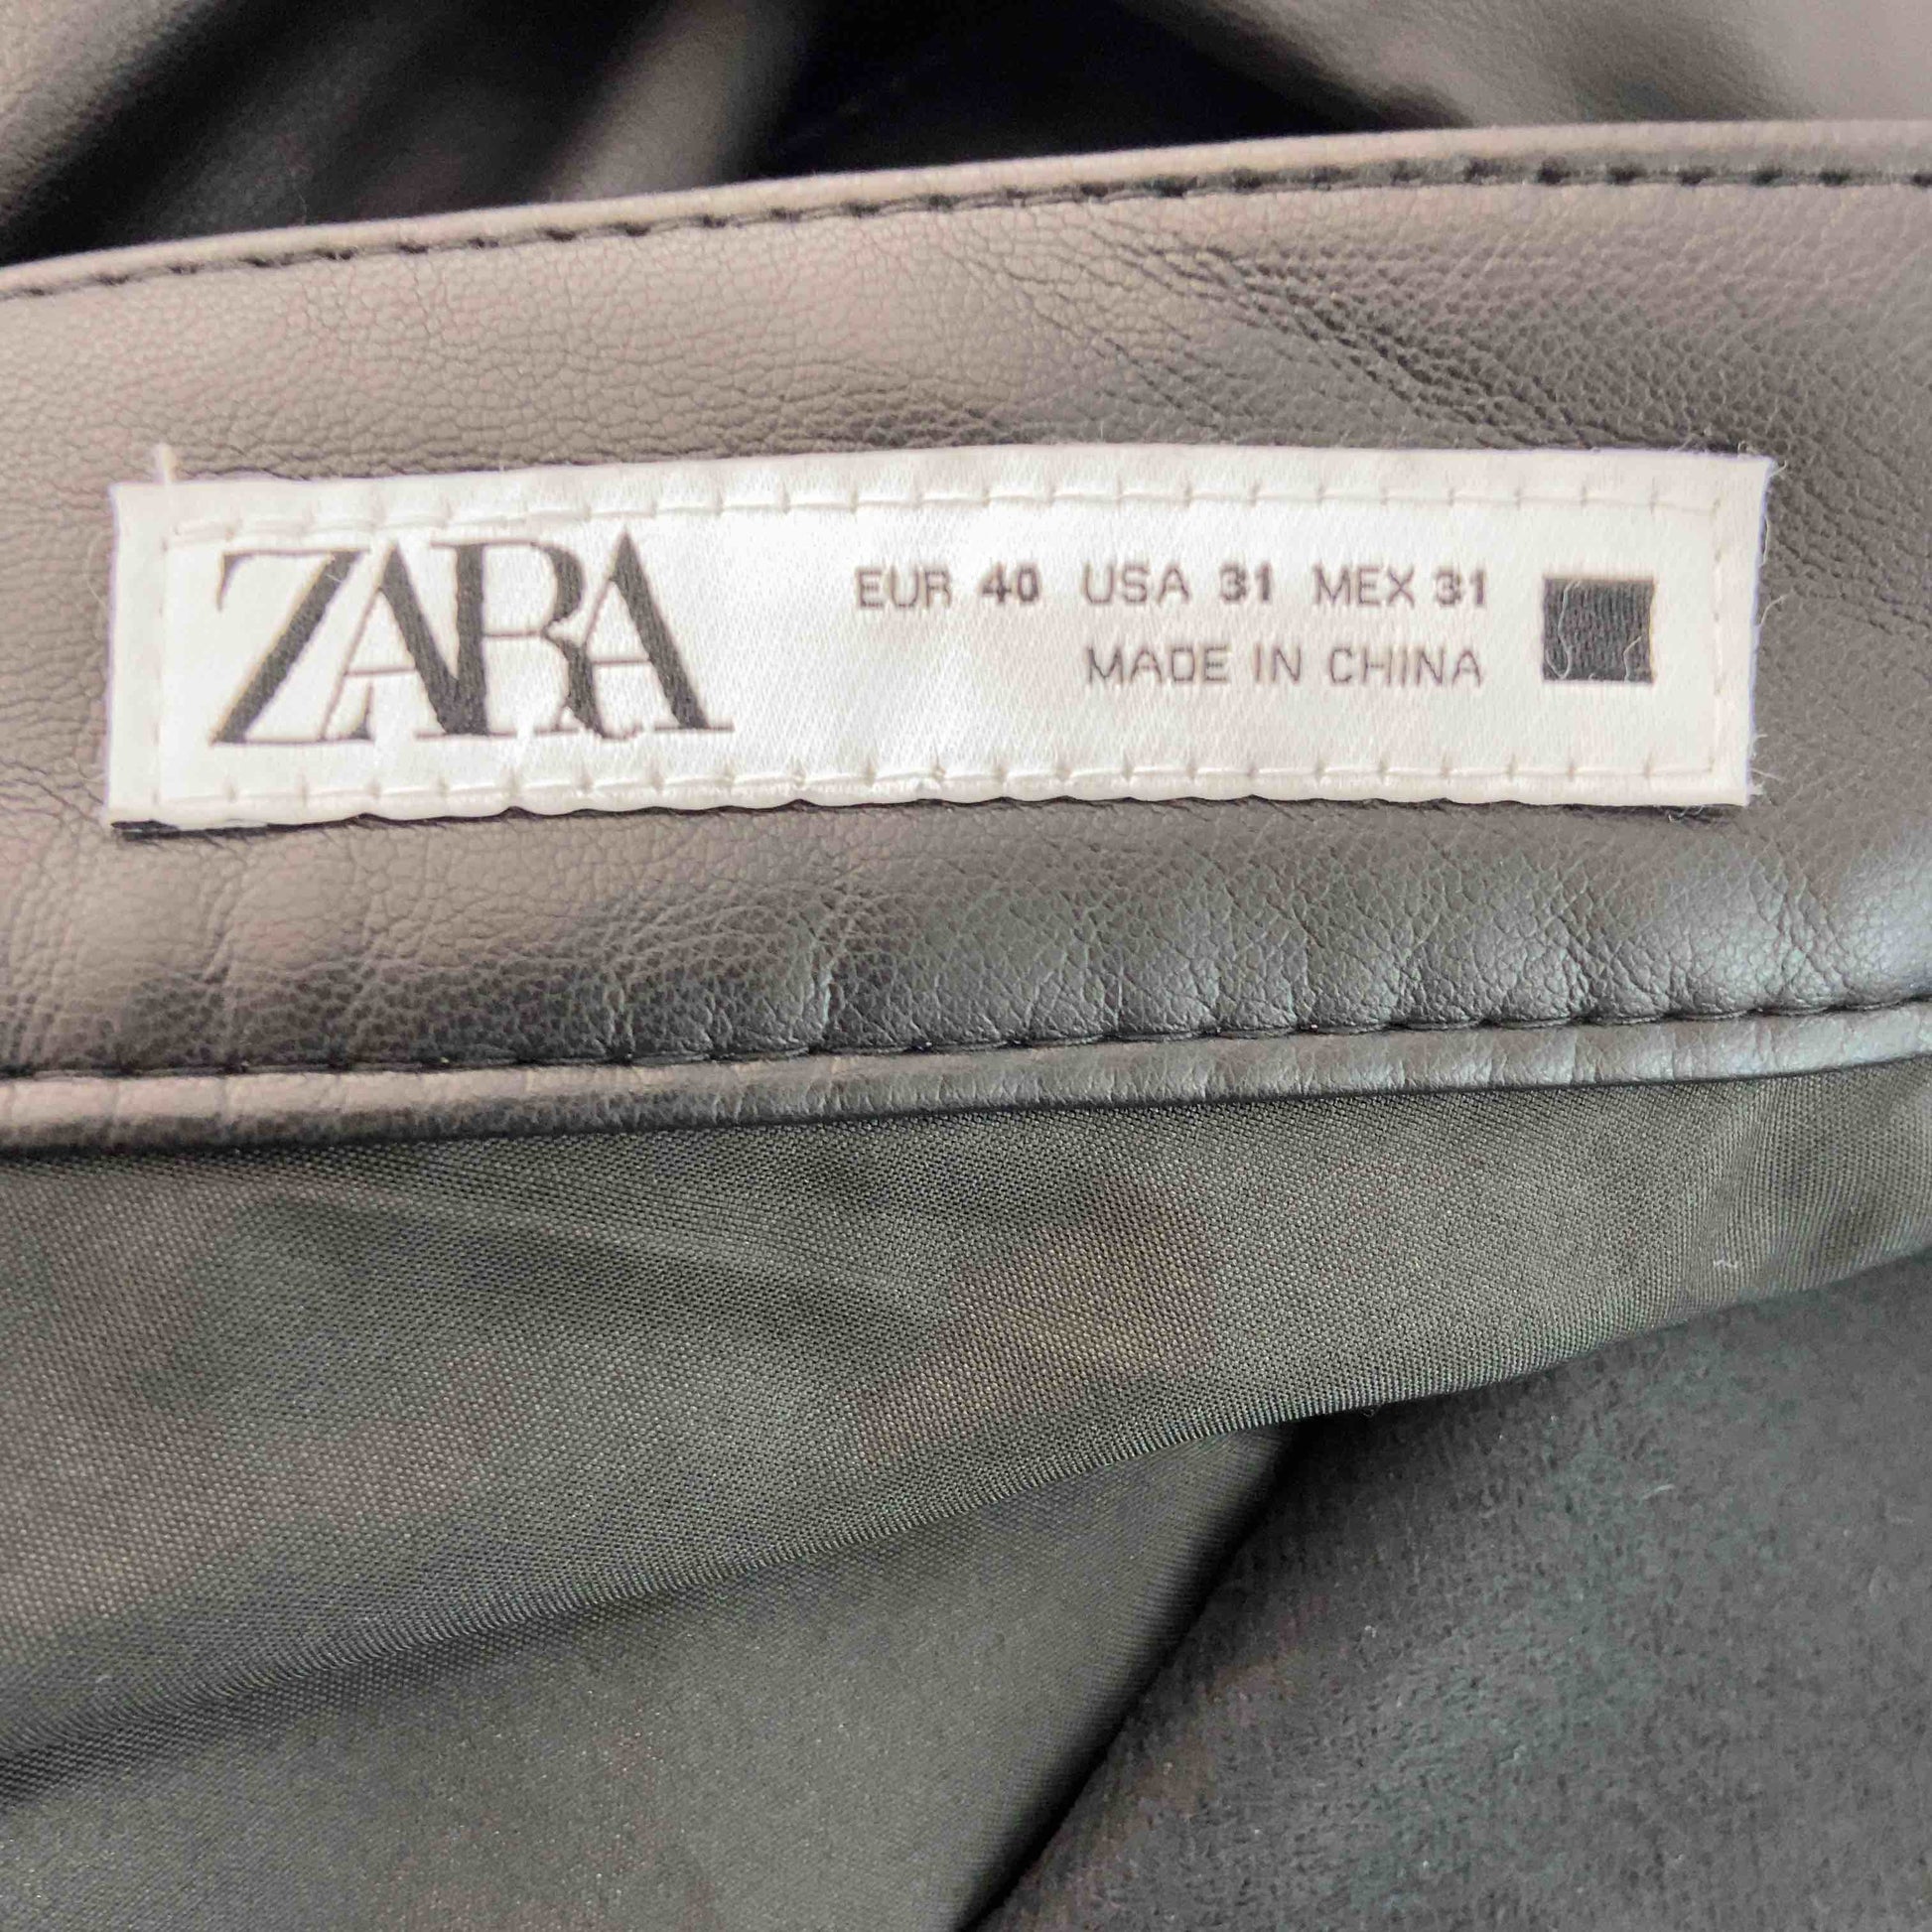 ZARA
EUR 40 USA 31 MEX 31
MADE IN CHINA